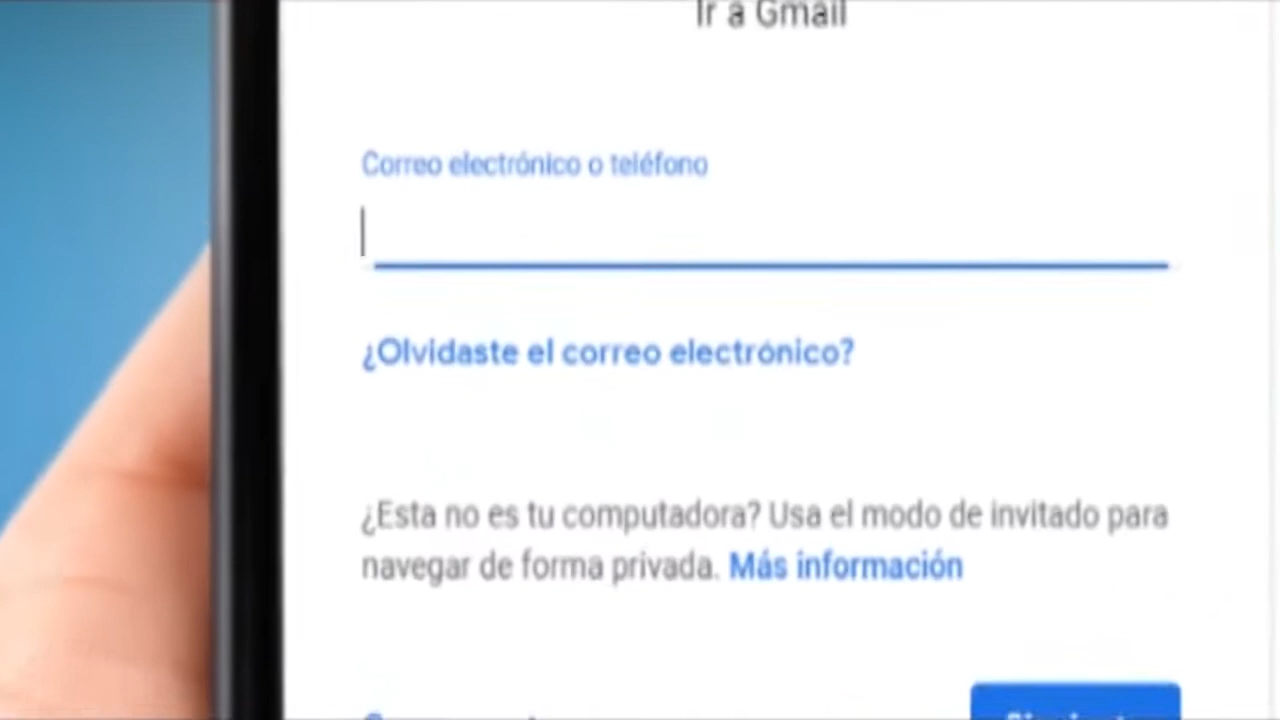 Ir a Gmail
Correo electrónico o teléfono
¿Olvidaste el correo electrónico?
¿Esta no es tu computadora? Usa el modo de invitado para
navegar de forma privada. Más información